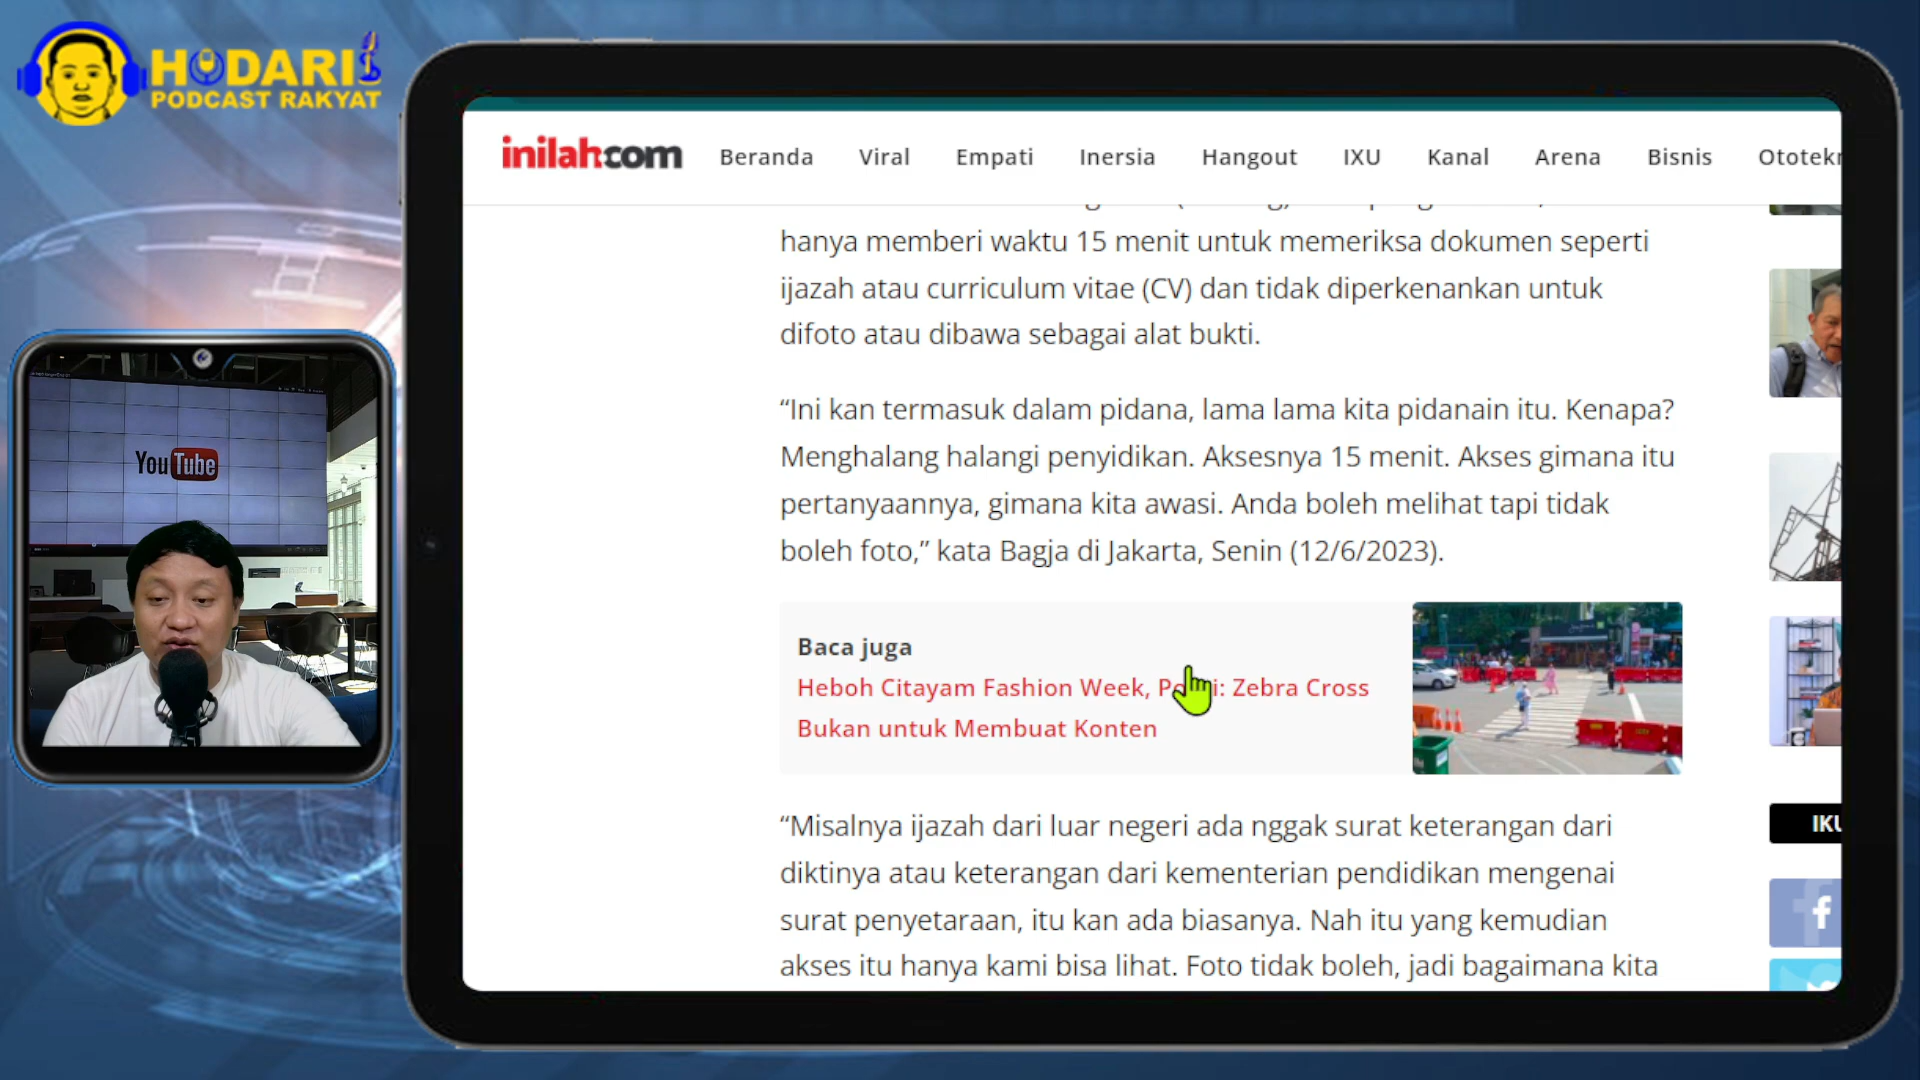 HODARI
PODCAST RAKYAT
YouTube
inilah.com Beranda Viral Empati Inersia Hangout IXU Kanal Arena Bisnis
hanya memberi waktu 15 menit untuk memeriksa dokumen seperti
ijazah atau curriculum vitae (CV) dan tidak diperkenankan untuk
difoto atau dibawa sebagai alat bukti.
“Ini kan termasuk dalam pidana, lama lama kita pidanain itu. Kenapa?
Menghalang halangi penyidikan. Aksesnya 15 menit. Akses gimana itu
pertanyaannya, gimana kita awasi. Anda boleh melihat tapi tidak
boleh foto,” kata Bagja di Jakarta, Senin (12/6/2023).
Baca juga
Heboh Citayam Fashion Week, : Zebra Cross
Bukan untuk Membuat Konten
“Misalnya ijazah dari luar negeri ada nggak surat keterangan dari
diktinya atau keterangan dari kementerian pendidikan mengenai
surat penyetaraan, itu kan ada biasanya. Nah itu yang kemudian
akses itu hanya kami bisa lihat. Foto tidak boleh, jadi bagaimana kita